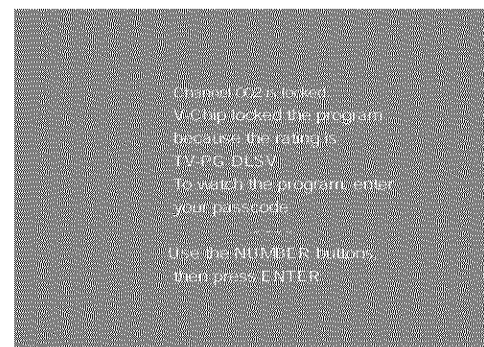 Channel 002 is locked.
V-Chip locked the program
because the rating is
TV-PG DLSV
To watch the program, enter
your passcode
- - - -
Use the NUMBER buttons,
then press ENTER